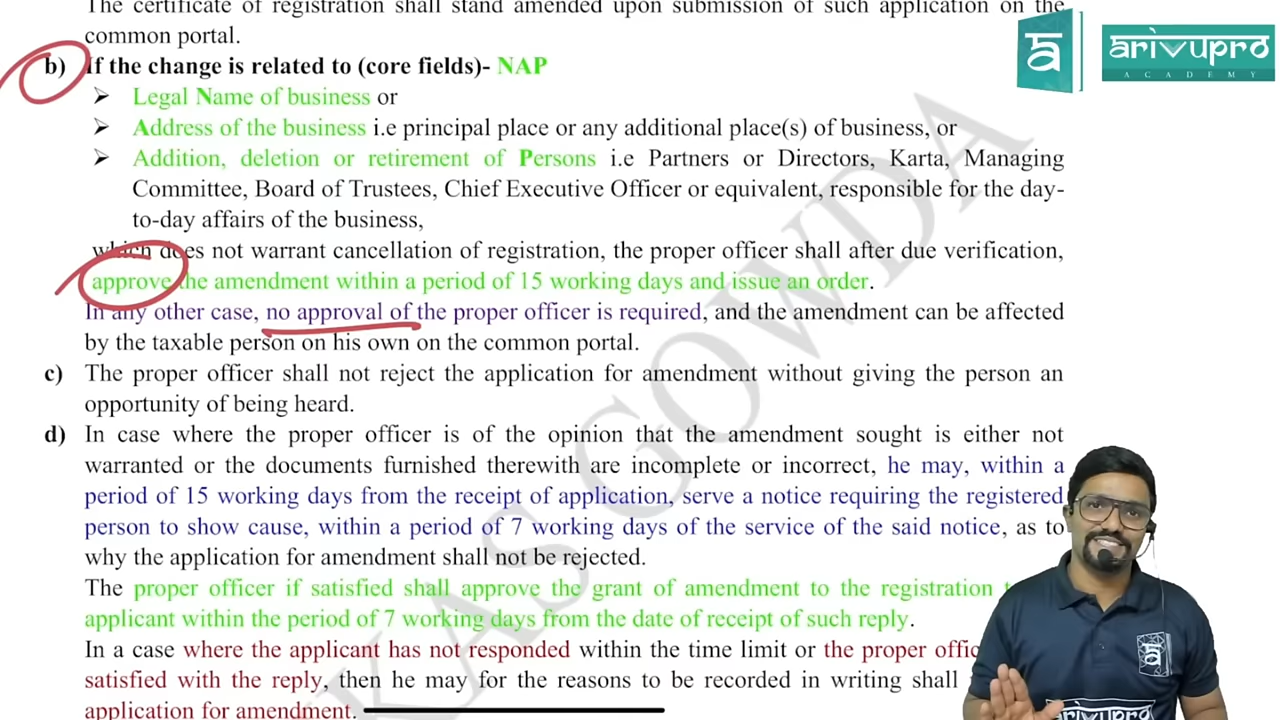 The certificate of registration shall stand amended upon submission of such application on the
common portal.
b) If the change is related to (core fields)- NAP
➢ Legal Name of business or
➢ Address of the business i.e principal place or any additional place(s) of business, or
➢ Addition, deletion or retirement of Persons i.e Partners or Directors, Karta, Managing
Committee, Board of Trustees, Chief Executive Officer or equivalent, responsible for the day-
to-day affairs of the business,
which does not warrant cancellation of registration, the proper officer shall after due verification,
approve the amendment within a period of 15 working days and issue an order.
In any other case, no approval of the proper officer is required, and the amendment can be affected
by the taxable person on his own on the common portal.
c) The proper officer shall not reject the application for amendment without giving the person an
opportunity of being heard.
d) In case where the proper officer is of the opinion that the amendment sought is either not
warranted or the documents furnished therewith are incomplete or incorrect, he may, within a
period of 15 working days from the receipt of application, serve a notice requiring the registered
person to show cause, within a period of 7 working days of the service of the said notice, as to
why the application for amendment shall not be rejected.
The proper officer if satisfied shall approve the grant of amendment to the registration
applicant within the period of 7 working days from the date of receipt of such reply.
In a case where the applicant has not responded within the time limit or the proper
satisfied with the reply, then he may for the reasons to be recorded in writing shall
application for amendment.
arivupro
ACADEMY
KAS GOWDA
arivupro
ACADEMY